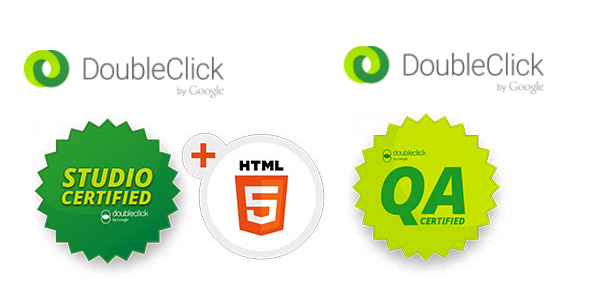 DoubleClick
by Google
DoubleClick
by Google
STUDIO
CERTIFIED
doubleclick
by Google
+
HTML
5
doubleclick
by Google
QA
CERTIFIED